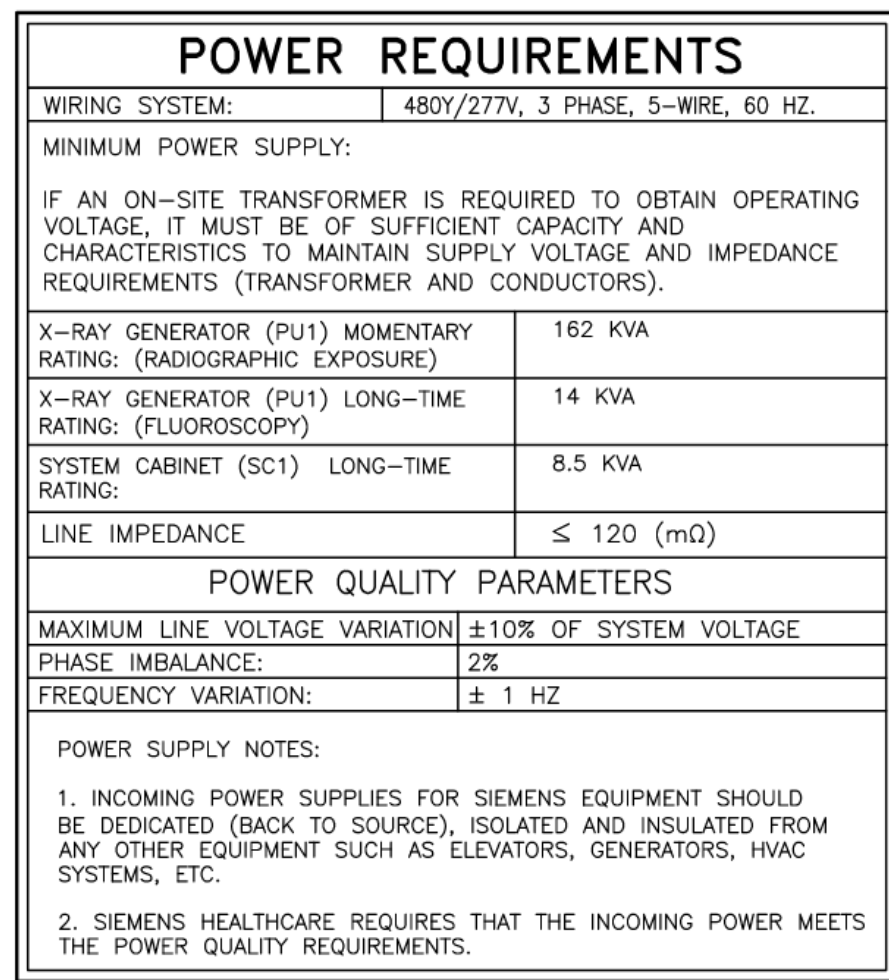 POWER REQUIREMENTS
WIRING SYSTEM: 480Y/277V, 3 PHASE, 5-WIRE, 60 HZ.
MINIMUM POWER SUPPLY:
IF AN ON-SITE TRANSFORMER IS REQUIRED TO OBTAIN OPERATING
VOLTAGE, IT MUST BE OF SUFFICIENT CAPACITY AND
CHARACTERISTICS TO MAINTAIN SUPPLY VOLTAGE AND IMPEDANCE
REQUIREMENTS (TRANSFORMER AND CONDUCTORS).
X-RAY GENERATOR (PU1) MOMENTARY 162 KVA
RATING: (RADIOGRAPHIC EXPOSURE)
X-RAY GENERATOR (PU1) LONG-TIME 14 KVA
RATING: (FLUOROSCOPY)
SYSTEM CABINET (SC1) LONG-TIME 8.5 KVA
RATING:
LINE IMPEDANCE ≤ 120 (mΩ)
POWER QUALITY PARAMETERS
MAXIMUM LINE VOLTAGE VARIATION ±10% OF SYSTEM VOLTAGE
PHASE IMBALANCE: 2%
FREQUENCY VARIATION: ± 1 HZ
POWER SUPPLY NOTES:
1. INCOMING POWER SUPPLIES FOR SIEMENS EQUIPMENT SHOULD
BE DEDICATED (BACK TO SOURCE), ISOLATED AND INSULATED FROM
ANY OTHER EQUIPMENT SUCH AS ELEVATORS, GENERATORS, HVAC
SYSTEMS, ETC.
2. SIEMENS HEALTHCARE REQUIRES THAT THE INCOMING POWER MEETS
THE POWER QUALITY REQUIREMENTS.